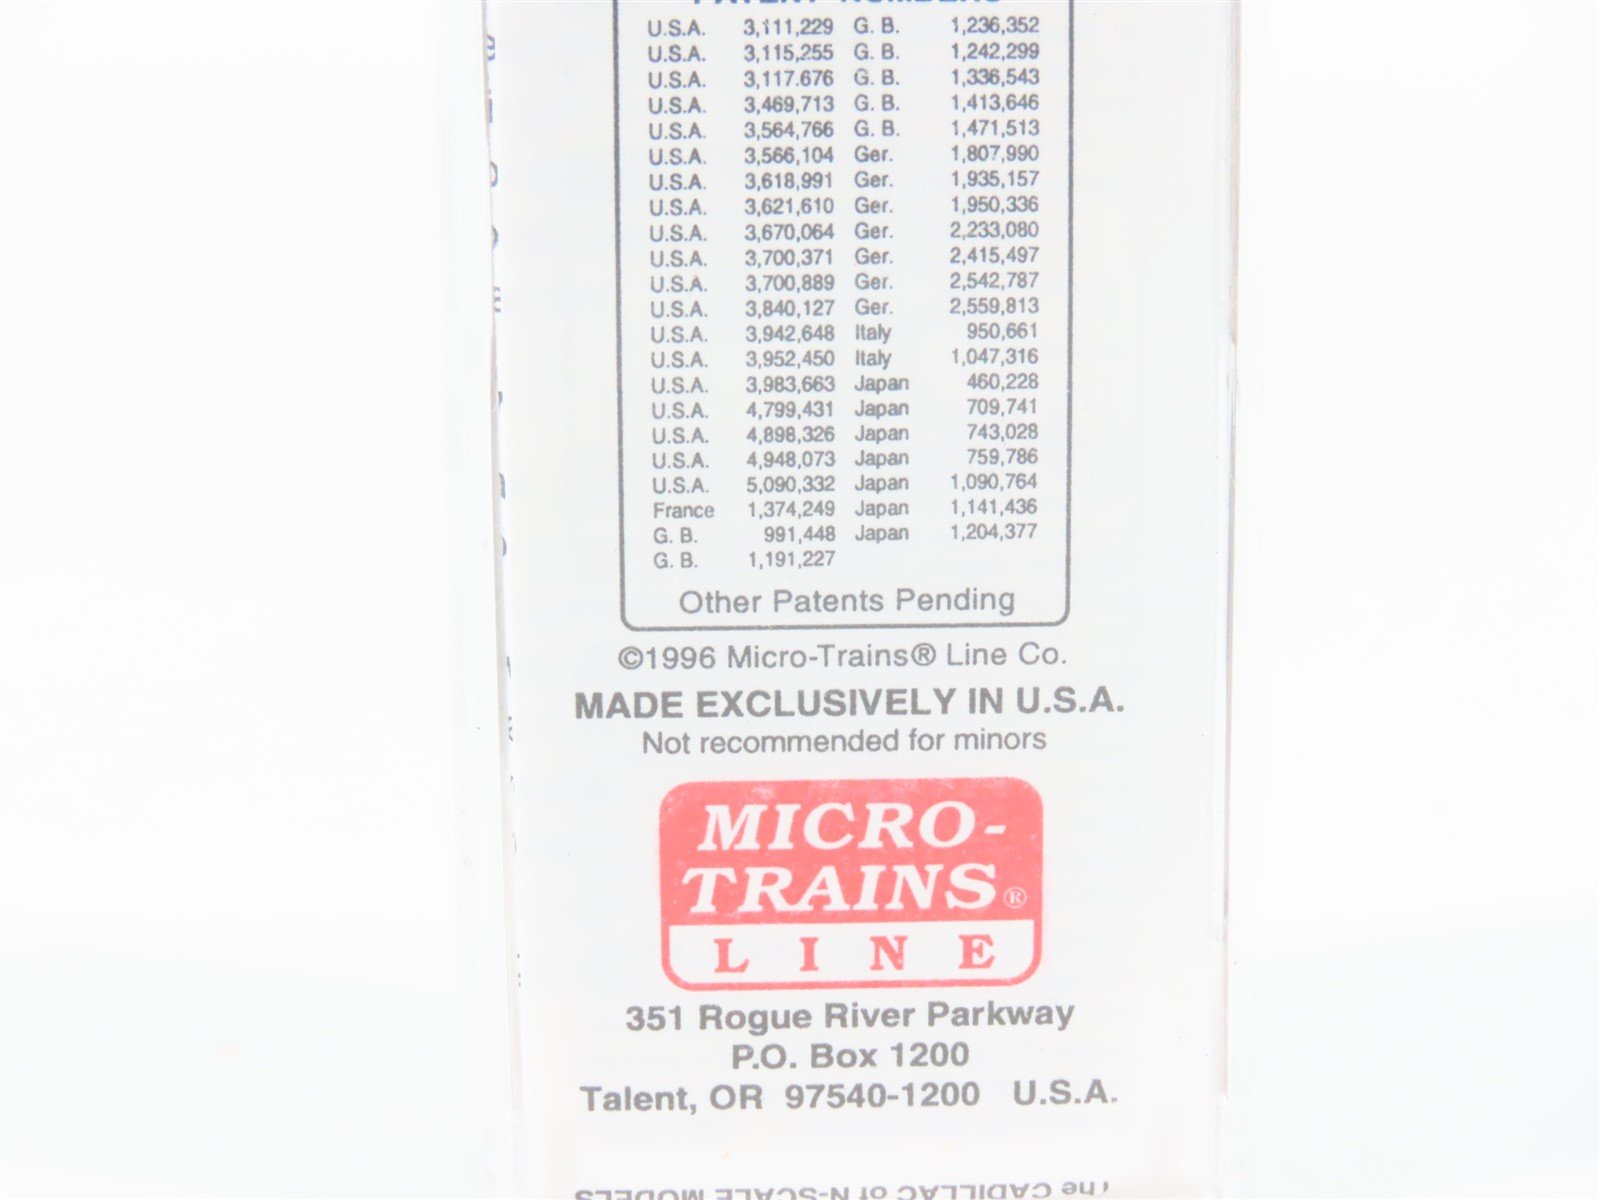 PATENT NUMBERS
U.S.A. 3,111,229 G. B. 1,236,352
U.S.A. 3,115,255 G. B. 1,242,299
U.S.A. 3,117.676 G. B. 1,336,543
U.S.A. 3,469,713 G. B. 1,413,646
U.S.A. 3,564,766 G. B. 1,471,513
U.S.A. 3,566,104 Ger. 1,807,990
U.S.A. 3,618,991 Ger. 1,935,157
U.S.A. 3,621,610 Ger. 1,950,336
U.S.A. 3,670,064 Ger. 2,233,080
U.S.A. 3,700,371 Ger. 2,415,497
U.S.A. 3,700,889 Ger. 2,542,787
U.S.A. 3,840,127 Ger. 2,559,813
U.S.A. 3,942,648 Italy 950,661
U.S.A. 3,952,450 Italy 1,047,316
U.S.A. 3,983,663 Japan 460,228
U.S.A. 4,799,431 Japan 709,741
U.S.A. 4,898,326 Japan 743,028
U.S.A. 4,948,073 Japan 759,786
U.S.A. 5,090,332 Japan 1,090,764
France 1,374,249 Japan 1,141,436
G. B. 991,448 Japan 1,204,377
G. B. 1,191,227
Other Patents Pending
©1996 Micro-Trains® Line Co.
MADE EXCLUSIVELY IN U.S.A.
Not recommended for minors
MICRO-
TRAINS®
LINE
351 Rogue River Parkway
P.O. Box 1200
Talent, OR 97540-1200 U.S.A.
The CADILLAC of N-SCALE MODELS